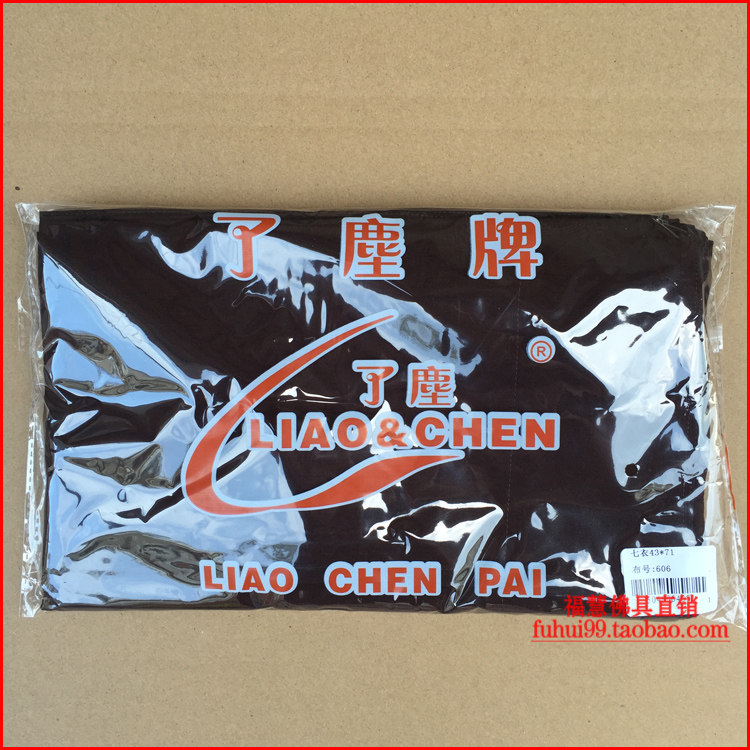 了塵牌
®
了塵
LIAO&CHEN
LIAO CHEN PAI
七衣43*71
布号:606
福慧佛具直销
fuhui99.taobao.com